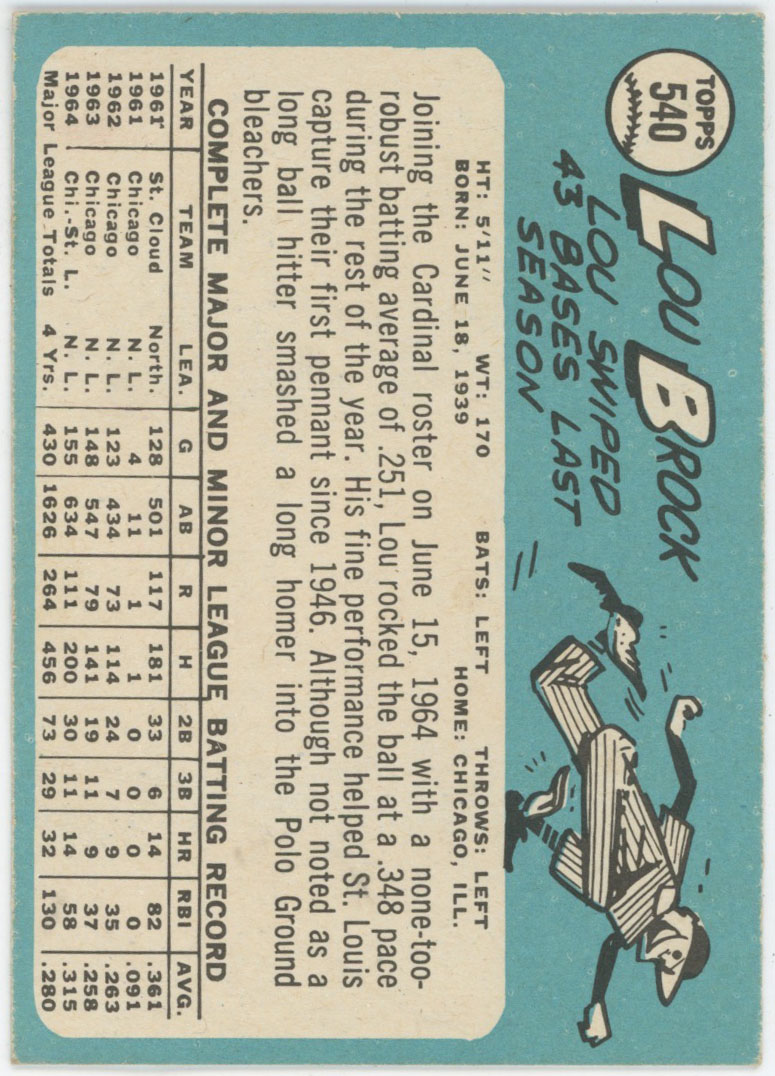 TOPPS
540
LOU BROCK
LOU SWIPED
43 BASES LAST
SEASON
HT: 5'11" WT: 170 BATS: LEFT THROWS: LEFT
BORN: JUNE 18, 1939 HOME: CHICAGO, ILL.
Joining the Cardinal roster on June 15, 1964 with a none-too-
robust batting average of .251, Lou rocked the ball at a .348 pace
during the rest of the year. His fine performance helped St. Louis
capture their first pennant since 1946. Although not noted as a
long ball hitter smashed a long homer into the Polo Ground
bleachers.
COMPLETE MAJOR AND MINOR LEAGUE BATTING RECORD
YEAR TEAM LEA. G AB R H 2B 3B HR RBI AVG.
1961 St. Cloud North. 128 501 117 181 33 6 14 82 .361
1961 Chicago N. L. 4 11 1 1 0 0 0 0 .091
1962 Chicago N. L. 123 434 73 114 24 7 9 35 .263
1963 Chicago N. L. 148 547 79 141 19 11 9 37 .258
1964 Chi.-St. L. N. L. 155 634 111 200 30 11 14 58 .315
Major League Totals 4 Yrs. 430 1626 264 456 73 29 32 130 .280